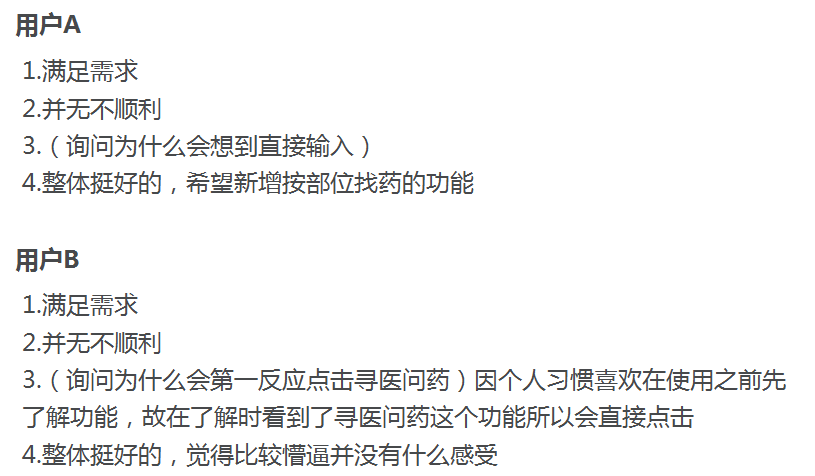 用户A
1.满足需求
2.并无不顺利
3.（询问为什么会想到直接输入）
4.整体挺好的，希望新增按部位找药的功能
用户B
1.满足需求
2.并无不顺利
3.（询问为什么会第一反应点击寻医问药）因个人习惯喜欢在使用之前先
了解功能，故在了解时看到了寻医问药这个功能所以会直接点击
4.整体挺好的，觉得比较懵逼并没有什么感受